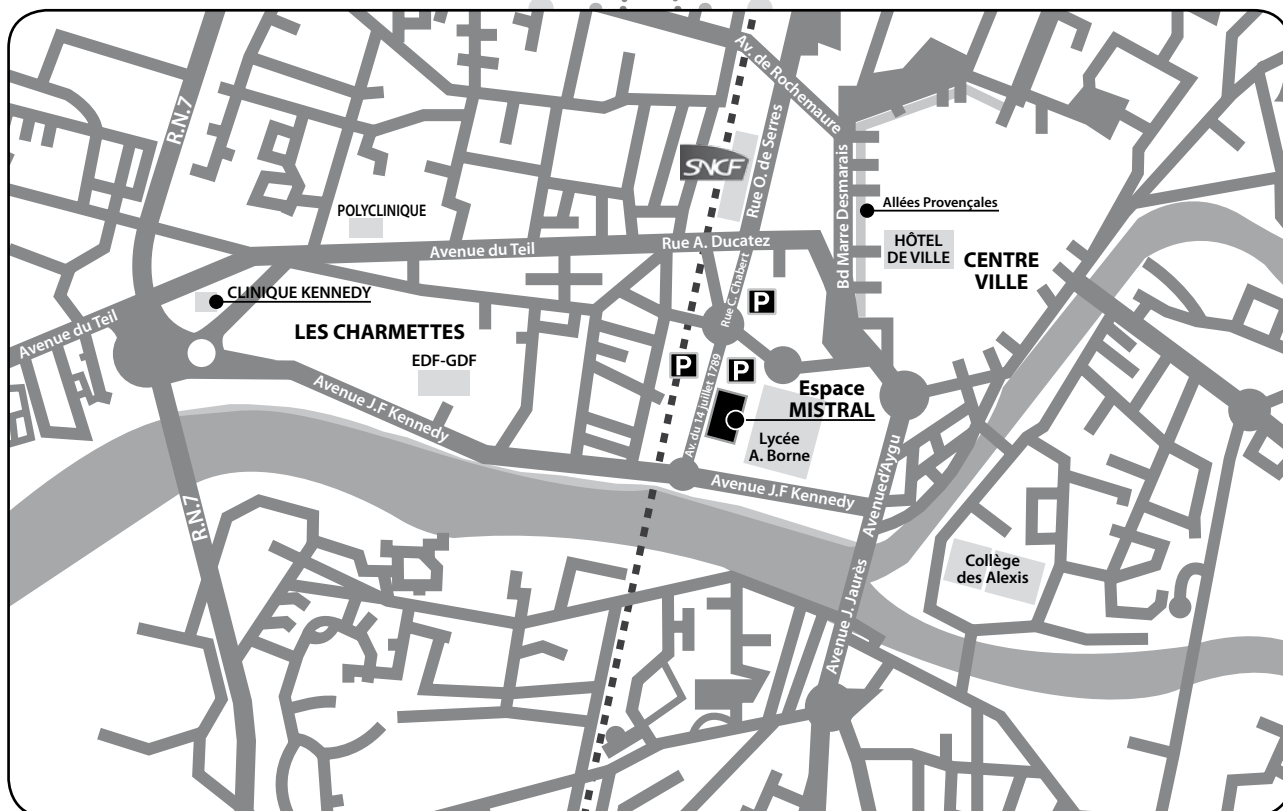 Av. de Rochemaure
R.N.7
SNCF
Rue O. de Serres
Bd Marre Desmarais
Allées Provençales
POLYCLINIQUE
Avenue du Teil
Rue A. Ducatez
HÔTEL
DE VILLE
CENTRE
VILLE
CLINIQUE KENNEDY
Rue C. Chabert
P
Avenue du Teil
LES CHARMETTES
EDF-GDF
P
P
Av. du 14 Juillet 1789
Espace
MISTRAL
Avenue J.F Kennedy
Lycée
A. Borne
Avenue J.F Kennedy
Avenued'Aygu
R.N.7
Collège
des Alexis
Avenue J. Jaurès